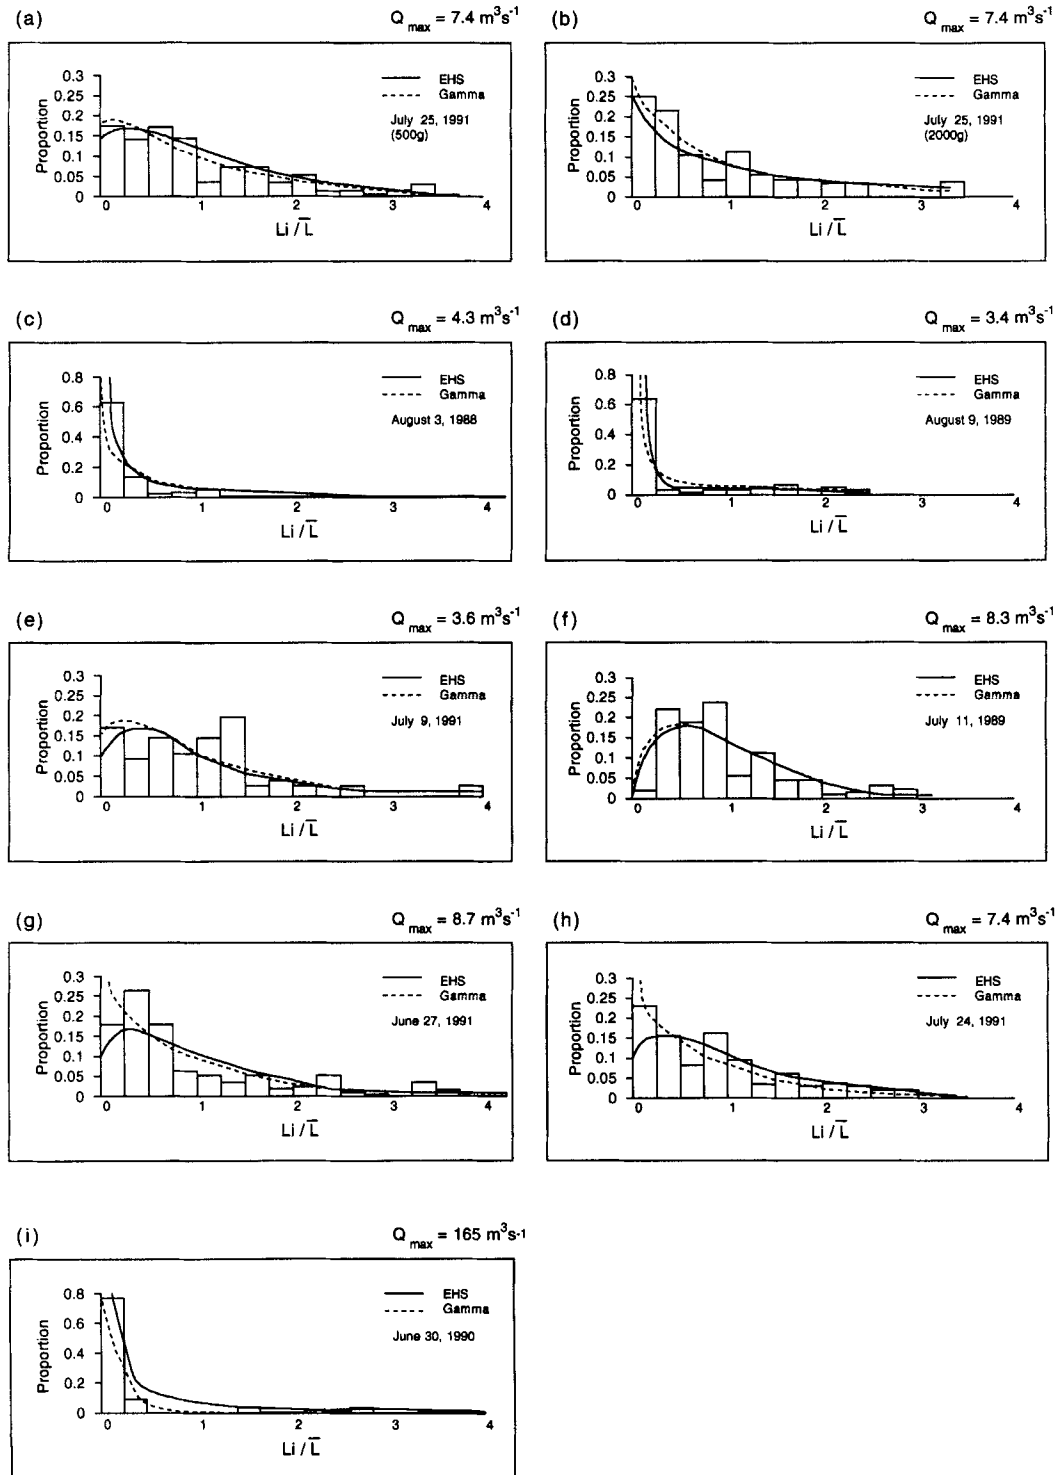 (a) Q max = 7.4 m³s⁻¹
0.3
0.25
0.2
0.15
0.1
0.05
0
Proportion
EHS
Gamma
July 25, 1991
(500g)
0 1 2 3 4
Li / L̅
(b) Q max = 7.4 m³s⁻¹
0.3
0.25
0.2
0.15
0.1
0.05
0
Proportion
EHS
Gamma
July 25, 1991
(2000g)
0 1 2 3 4
Li / L̅
(c) Q max = 4.3 m³s⁻¹
0.8
0.6
0.4
0.2
0
Proportion
EHS
Gamma
August 3, 1988
0 1 2 3 4
Li / L̅
(d) Q max = 3.4 m³s⁻¹
0.8
0.6
0.4
0.2
0
Proportion
EHS
Gamma
August 9, 1989
0 1 2 3 4
Li / L̅
(e) Q max = 3.6 m³s⁻¹
0.3
0.25
0.2
0.15
0.1
0.05
0
Proportion
EHS
Gamma
July 9, 1991
0 1 2 3 4
Li / L̅
(f) Q max = 8.3 m³s⁻¹
0.3
0.25
0.2
0.15
0.1
0.05
0
Proportion
EHS
Gamma
July 11, 1989
0 1 2 3 4
Li / L̅
(g) Q max = 8.7 m³s⁻¹
0.3
0.25
0.2
0.15
0.1
0.05
0
Proportion
EHS
Gamma
June 27, 1991
0 1 2 3 4
Li / L̅
(h) Q max = 7.4 m³s⁻¹
0.3
0.25
0.2
0.15
0.1
0.05
0
Proportion
EHS
Gamma
July 24, 1991
0 1 2 3 4
Li / L̅
(i) Q max = 165 m³s⁻¹
0.8
0.6
0.4
0.2
0
Proportion
EHS
Gamma
June 30, 1990
0 1 2 3 4
Li / L̅